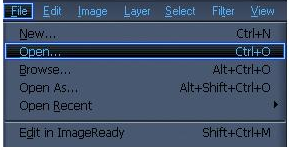 File Edit Image Layer Select Filter View
New... Ctrl+N
Open... Ctrl+O
Browse... Alt+Ctrl+O
Open As... Alt+Shift+Ctrl+O
Open Recent
Edit in ImageReady Shift+Ctrl+M